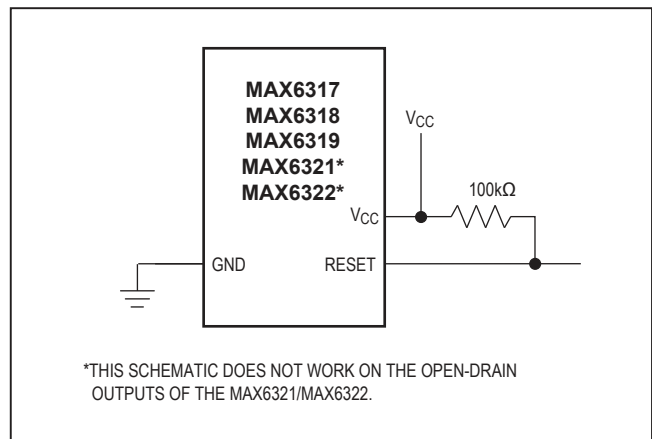 MAX6317
MAX6318
MAX6319
MAX6321*
MAX6322*
VCC
100kΩ
VCC
GND
RESET
*THIS SCHEMATIC DOES NOT WORK ON THE OPEN-DRAIN
OUTPUTS OF THE MAX6321/MAX6322.